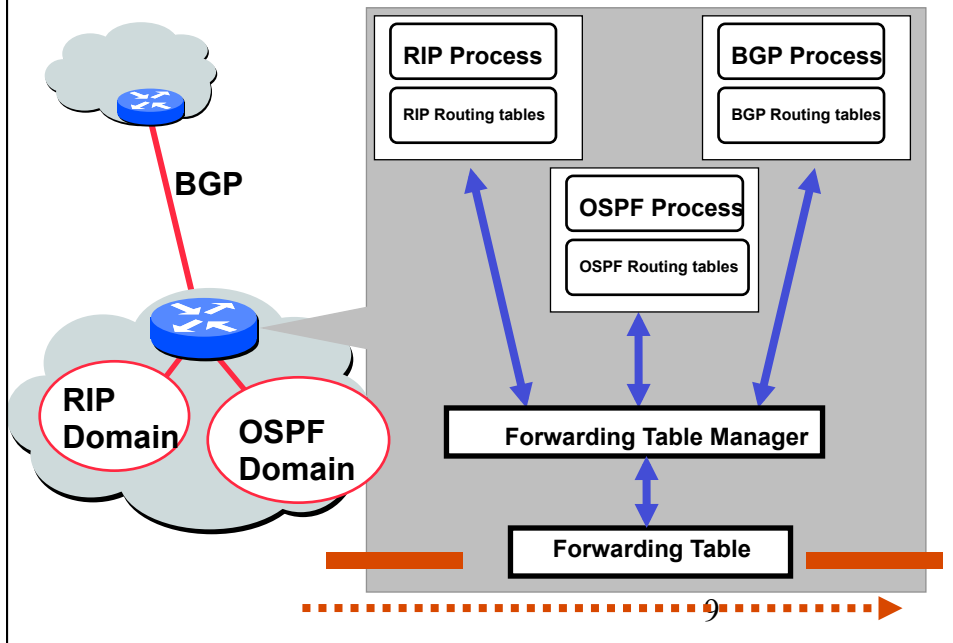 RIP Process
RIP Routing tables
BGP Process
BGP Routing tables
BGP
OSPF Process
OSPF Routing tables
RIP
Domain
OSPF
Domain
Forwarding Table Manager
Forwarding Table
9